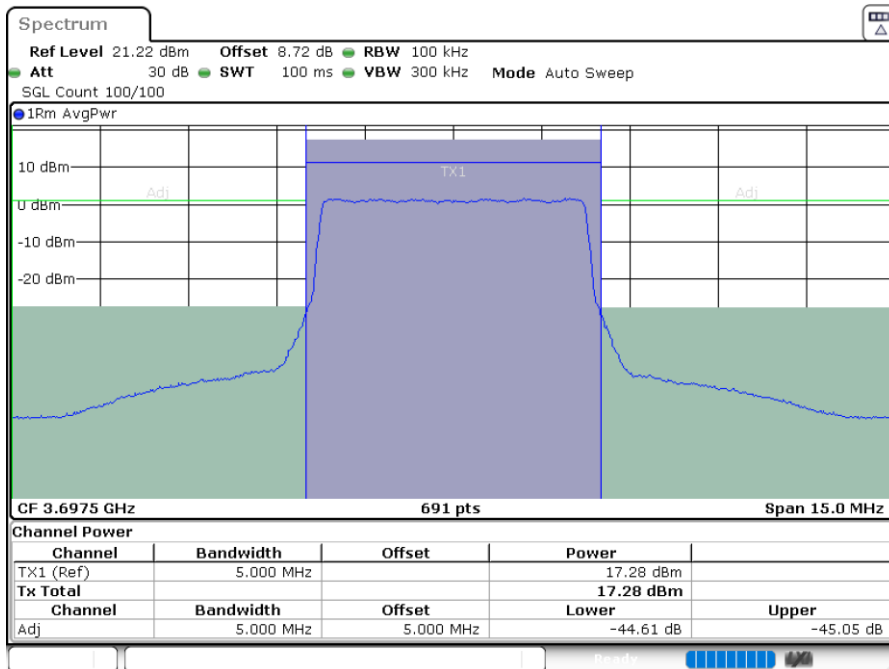 Spectrum
Ref Level 21.22 dBm Offset 8.72 dB RBW 100 kHz
Att 30 dB SWT 100 ms VBW 300 kHz Mode Auto Sweep
SGL Count 100/100
1Rm AvgPwr
10 dBm
TX1
Adj Adj
0 dBm
-10 dBm
-20 dBm
CF 3.6975 GHz 691 pts Span 15.0 MHz
Channel Power
Channel Bandwidth Offset Power
TX1 (Ref) 5.000 MHz 17.28 dBm
Tx Total 17.28 dBm
Channel Bandwidth Offset Lower Upper
Adj 5.000 MHz 5.000 MHz -44.61 dB -45.05 dB
Ready